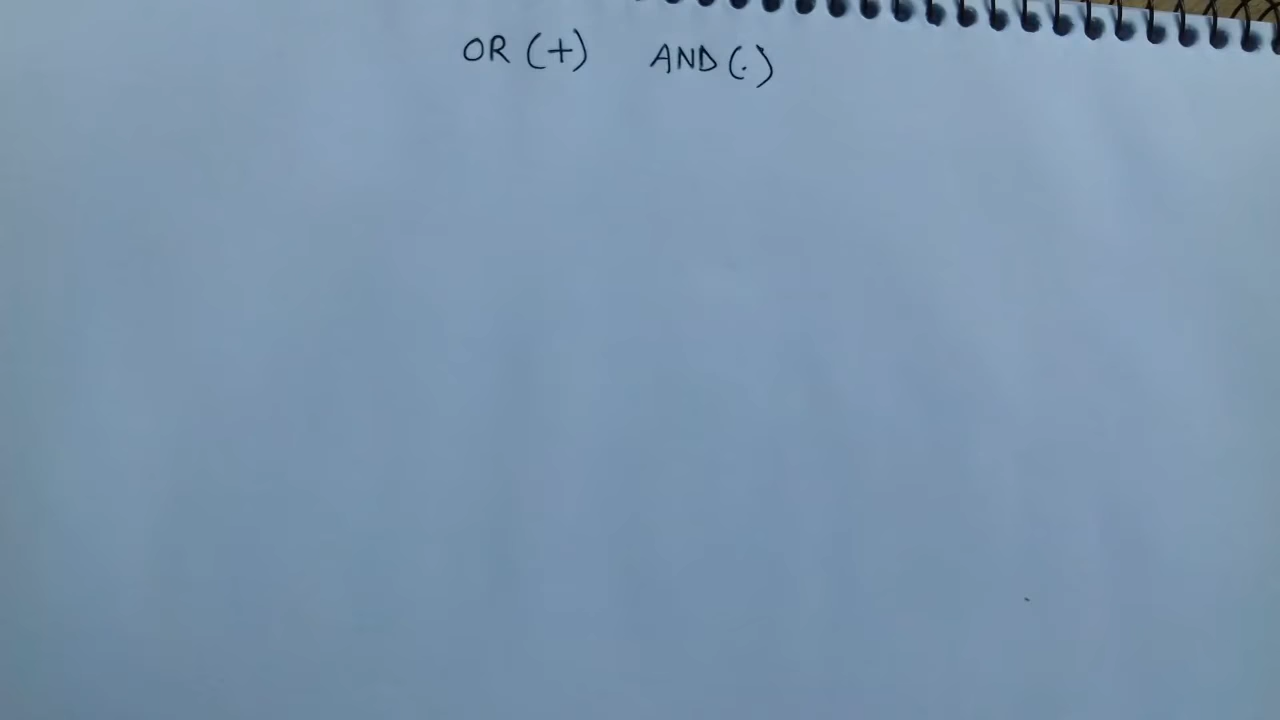 OR (+) AND (.)